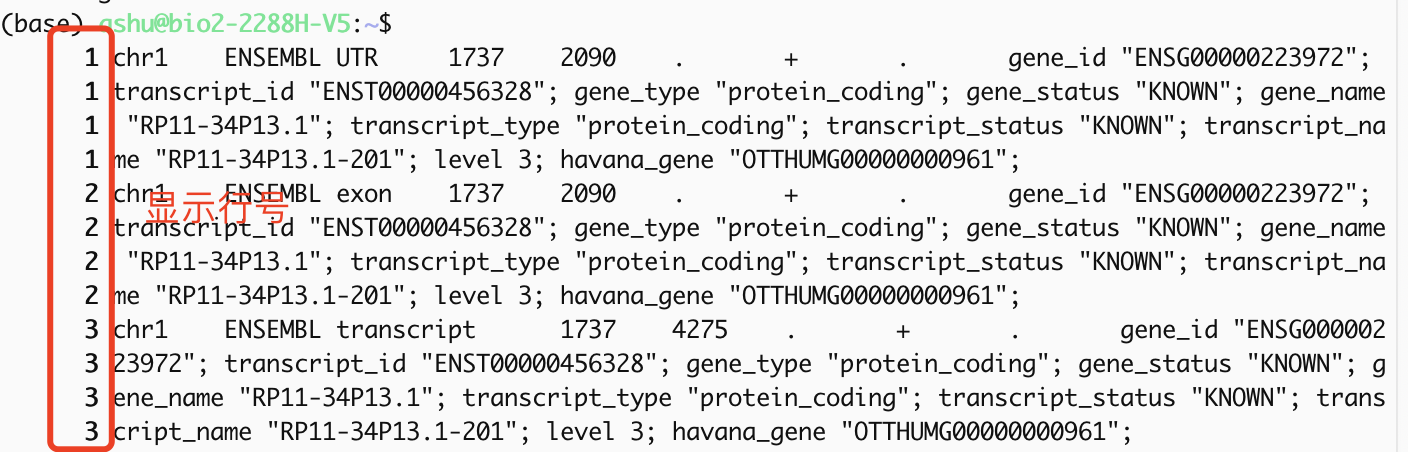 (base) qshu@bio2-2288H-V5:~$
1 chr1 ENSEMBL UTR 1737 2090 . + . gene_id "ENSG00000223972";
1 transcript_id "ENST00000456328"; gene_type "protein_coding"; gene_status "KNOWN"; gene_name
1 "RP11-34P13.1"; transcript_type "protein_coding"; transcript_status "KNOWN"; transcript_na
1 me "RP11-34P13.1-201"; level 3; havana_gene "OTTHUMG00000000961";
2 chr1 ENSEMBL exon 1737 2090 . + . gene_id "ENSG00000223972";
显示行号
2 transcript_id "ENST00000456328"; gene_type "protein_coding"; gene_status "KNOWN"; gene_name
2 "RP11-34P13.1"; transcript_type "protein_coding"; transcript_status "KNOWN"; transcript_na
2 me "RP11-34P13.1-201"; level 3; havana_gene "OTTHUMG00000000961";
3 chr1 ENSEMBL transcript 1737 4275 . + . gene_id "ENSG000002
3 23972"; transcript_id "ENST00000456328"; gene_type "protein_coding"; gene_status "KNOWN"; g
3 ene_name "RP11-34P13.1"; transcript_type "protein_coding"; transcript_status "KNOWN"; trans
3 cript_name "RP11-34P13.1-201"; level 3; havana_gene "OTTHUMG00000000961";